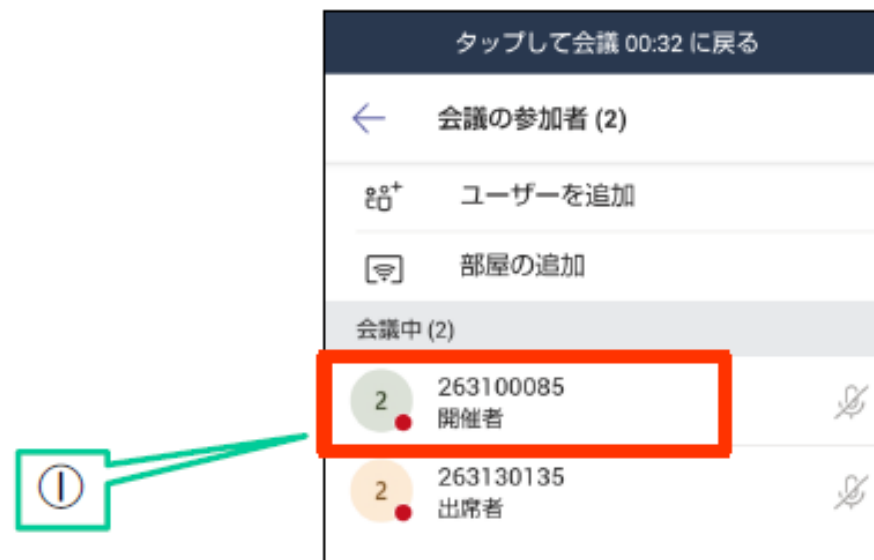 タップして会議 00:32 に戻る
会議の参加者 (2)
ユーザーを追加
部屋の追加
会議中 (2)
2
263100085
開催者
①
2
263130135
出席者